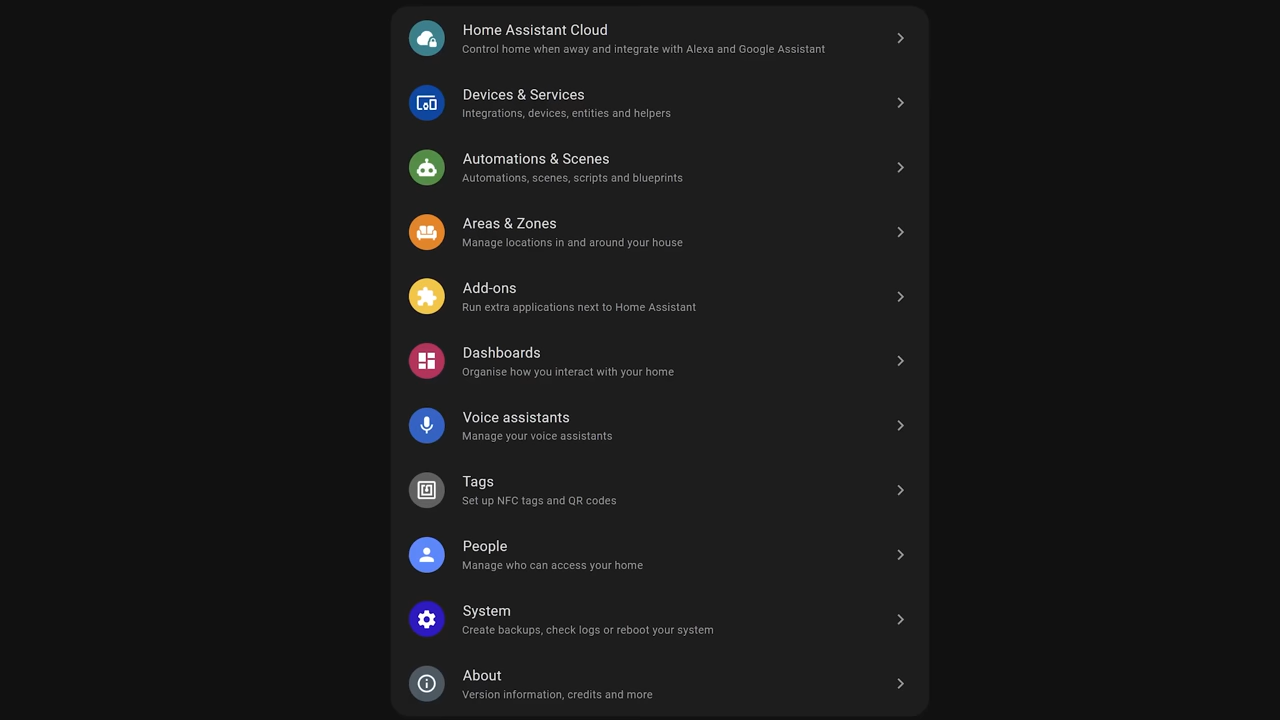 Home Assistant Cloud
Control home when away and integrate with Alexa and Google Assistant
Devices & Services
Integrations, devices, entities and helpers
Automations & Scenes
Automations, scenes, scripts and blueprints
Areas & Zones
Manage locations in and around your house
Add-ons
Run extra applications next to Home Assistant
Dashboards
Organise how you interact with your home
Voice assistants
Manage your voice assistants
Tags
Set up NFC tags and QR codes
People
Manage who can access your home
System
Create backups, check logs or reboot your system
About
Version information, credits and more